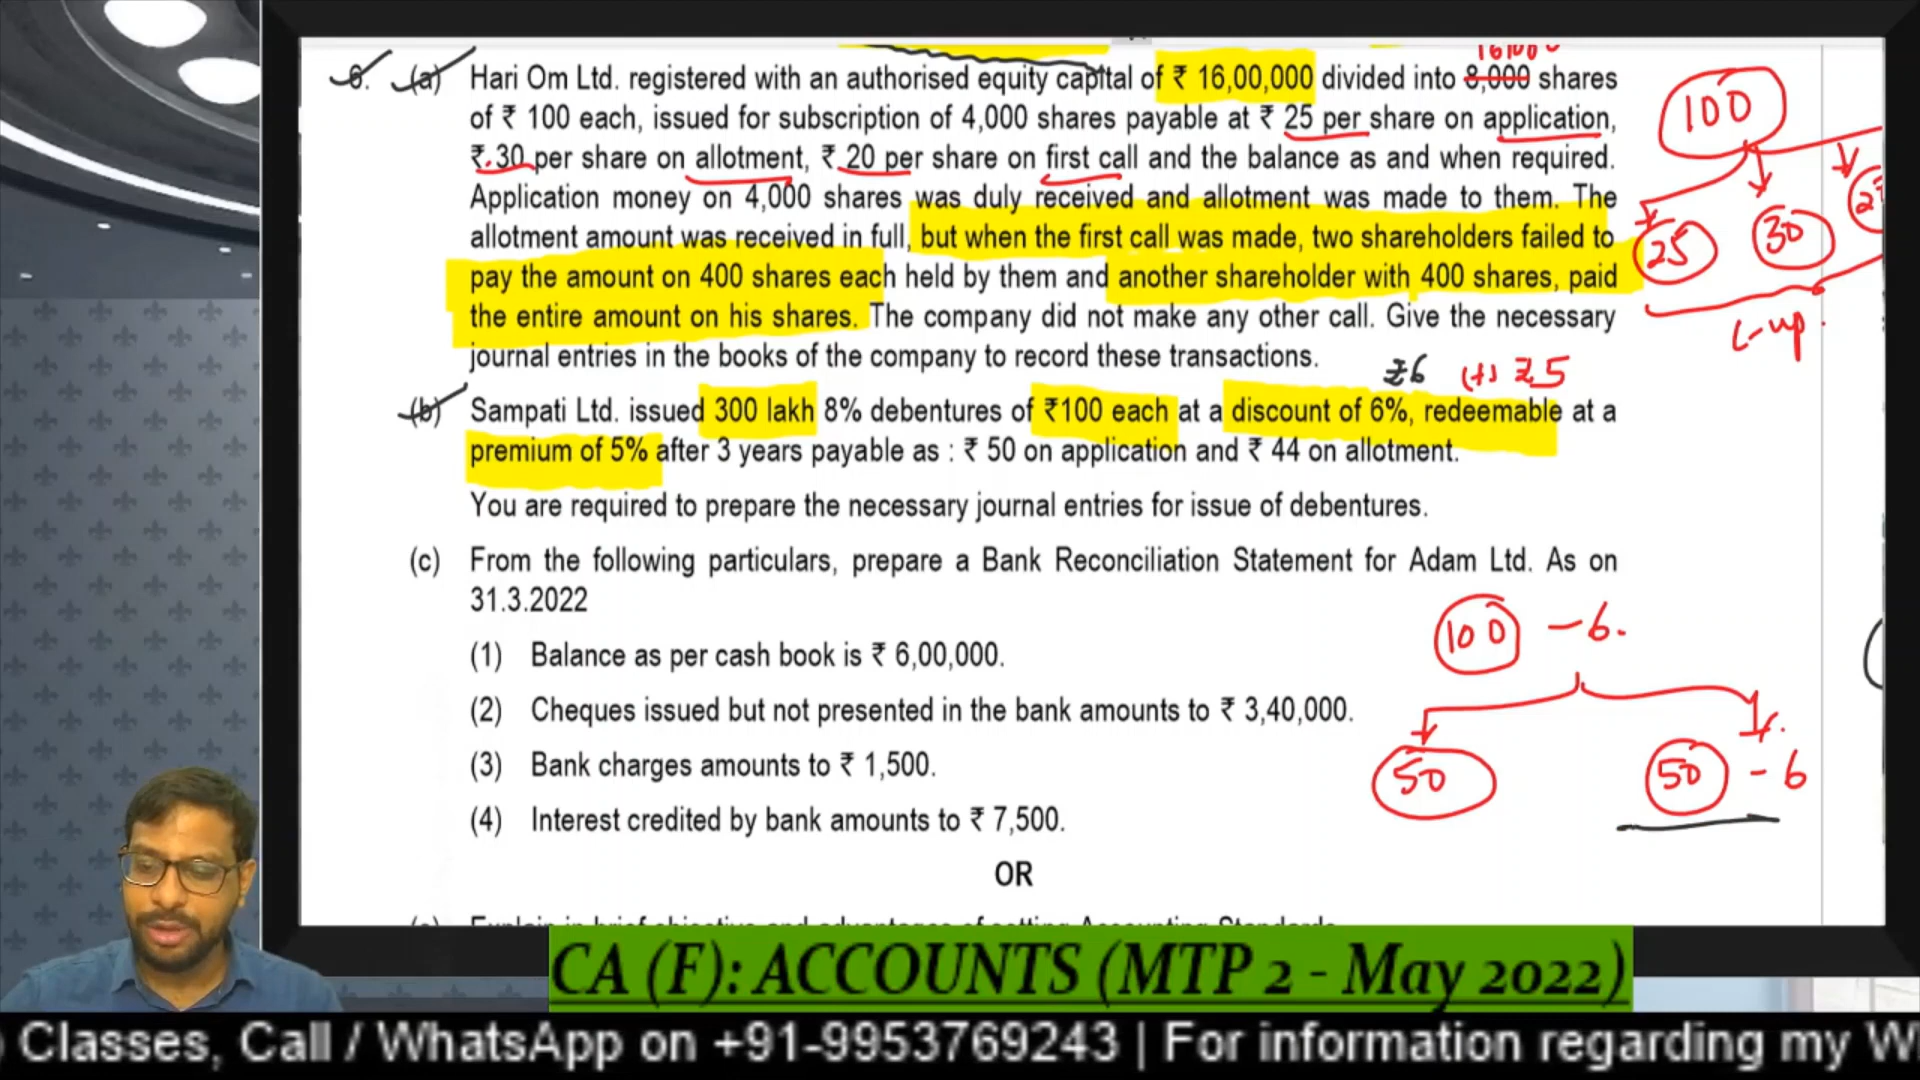 161000
6. (a) Hari Om Ltd. registered with an authorised equity capital of ₹ 16,00,000 divided into 8,000 shares
of ₹ 100 each, issued for subscription of 4,000 shares payable at ₹ 25 per share on application,
₹ 30 per share on allotment, ₹ 20 per share on first call and the balance as and when required.
Application money on 4,000 shares was duly received and allotment was made to them. The
allotment amount was received in full, but when the first call was made, two shareholders failed to
pay the amount on 400 shares each held by them and another shareholder with 400 shares, paid
the entire amount on his shares. The company did not make any other call. Give the necessary
journal entries in the books of the company to record these transactions.
100
25 30
C-up.
₹6 (+) ₹5
(b) Sampati Ltd. issued 300 lakh 8% debentures of ₹100 each at a discount of 6%, redeemable at a
premium of 5% after 3 years payable as : ₹ 50 on application and ₹ 44 on allotment.
You are required to prepare the necessary journal entries for issue of debentures.
(c) From the following particulars, prepare a Bank Reconciliation Statement for Adam Ltd. As on
31.3.2022
(1) Balance as per cash book is ₹ 6,00,000.
(2) Cheques issued but not presented in the bank amounts to ₹ 3,40,000.
(3) Bank charges amounts to ₹ 1,500.
(4) Interest credited by bank amounts to ₹ 7,500.
100 - 6.
50 50 - 6
OR
Explain in brief objective and advantages of setting Accounting Standards
CA (F): ACCOUNTS (MTP 2 - May 2022)
Classes, Call / WhatsApp on +91-9953769243 | For information regarding my W